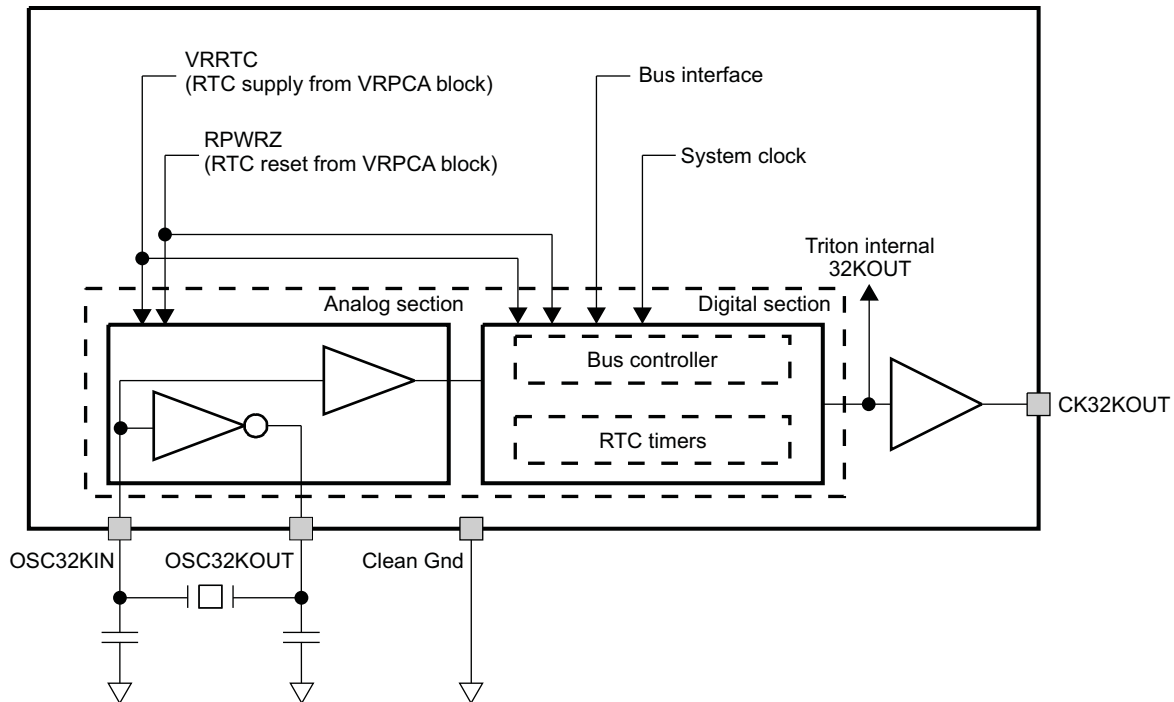 VRRTC
(RTC supply from VRPCA block)
Bus interface
RPWRZ
(RTC reset from VRPCA block)
System clock
Triton internal
32KOUT
Analog section
Digital section
Bus controller
CK32KOUT
RTC timers
OSC32KIN
OSC32KOUT
Clean Gnd